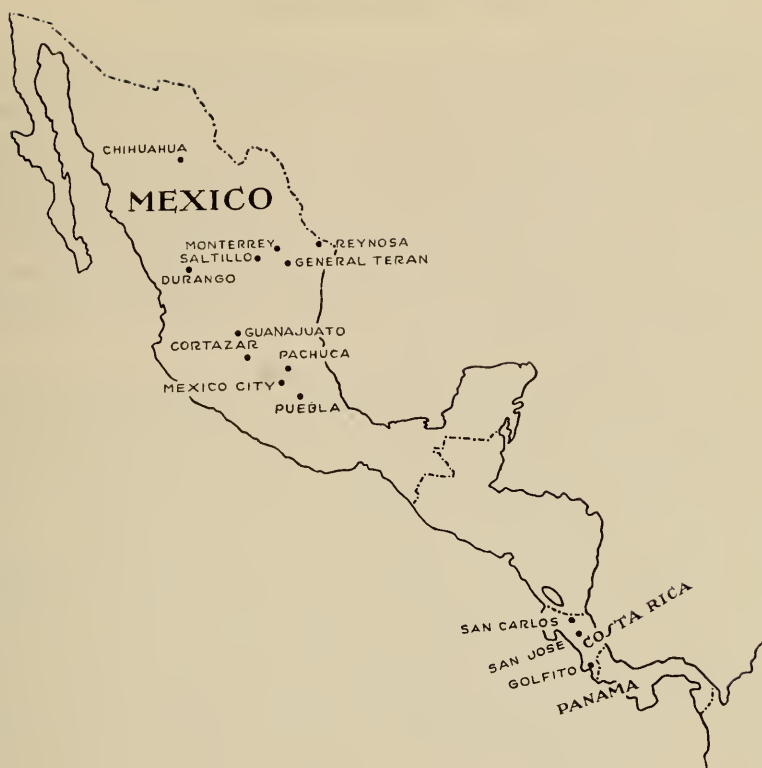 CHIHUAHUA
MEXICO
MONTERREY
REYNOSA
SALTILLO
GENERAL TERAN
DURANGO
GUANAJUATO
CORTAZAR
PACHUCA
MEXICO CITY
PUEBLA
SAN CARLOS
COSTA RICA
SAN JOSE
GOLFITO
PANAMA